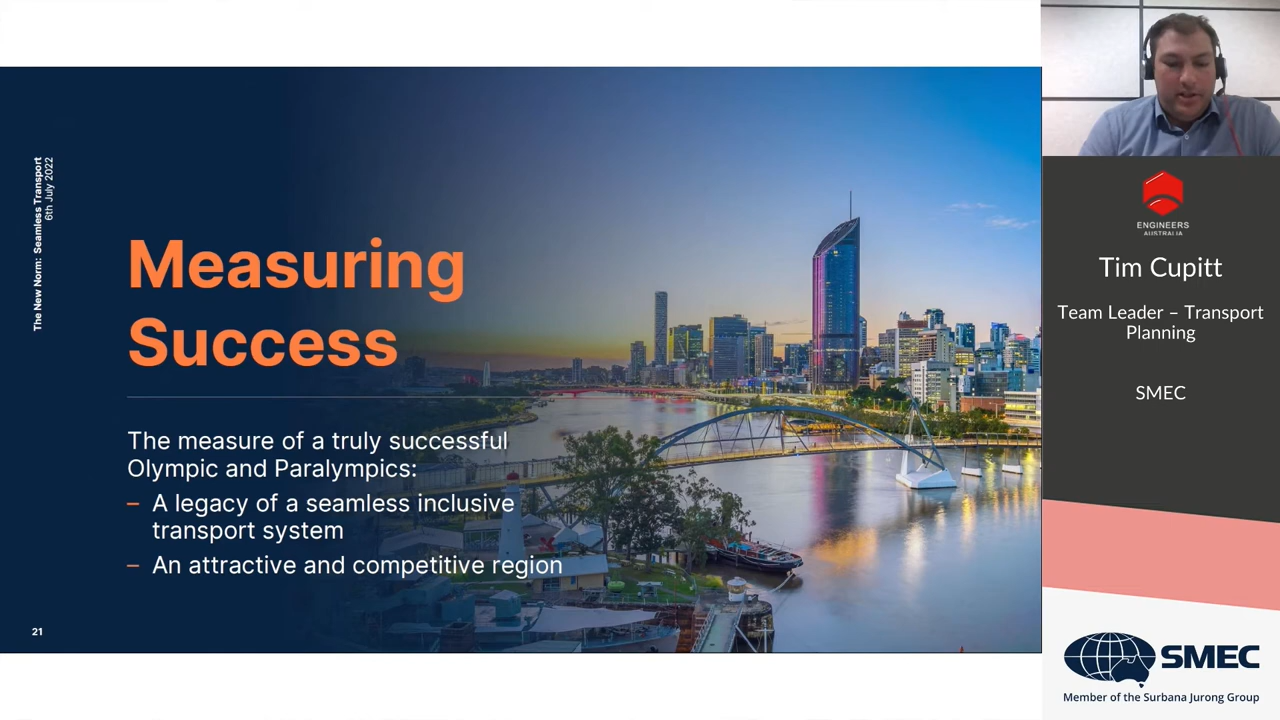 The New Norm: Seamless Transport
6th July 2022
Measuring
Success
The measure of a truly successful
Olympic and Paralympics:
– A legacy of a seamless inclusive
transport system
– An attractive and competitive region
21
ENGINEERS
AUSTRALIA
Tim Cupitt
Team Leader – Transport
Planning
SMEC
SMEC
Member of the Surbana Jurong Group